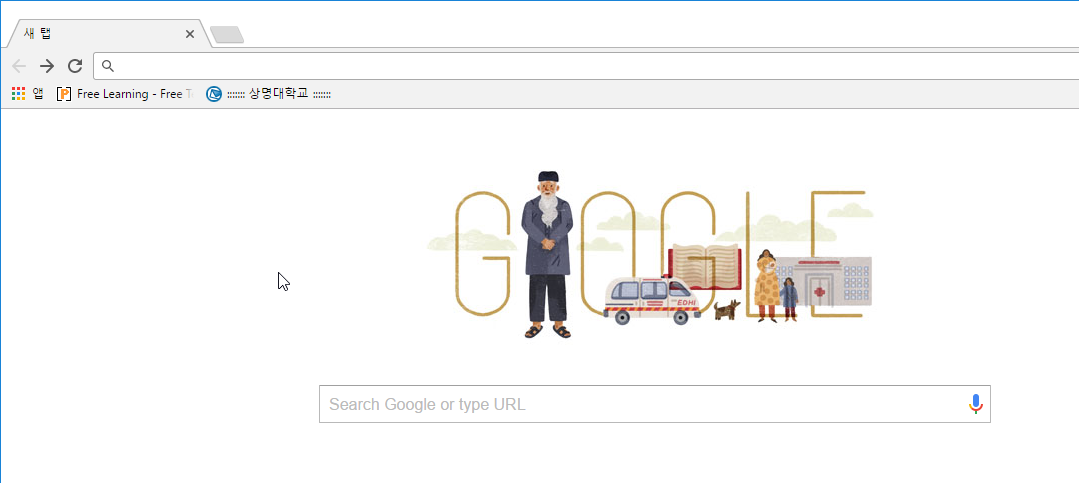 새 탭
앱 Free Learning - Free ::::::: 상명대학교 :::::::
GOOGLE
EDHI
Search Google or type URL